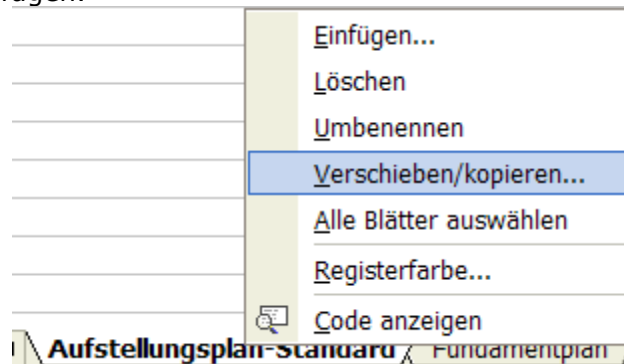 Einfügen...
Löschen
Umbenennen
Verschieben/kopieren...
Alle Blätter auswählen
Registerfarbe...
Code anzeigen
Aufstellungsplan-Standard / Fundamentplan